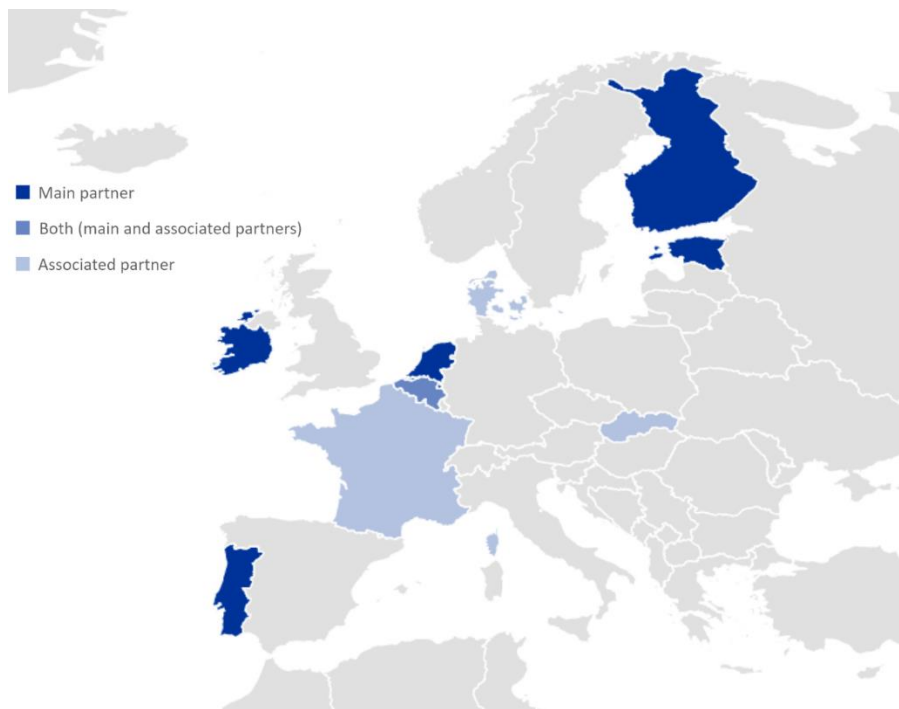 Main partner
Both (main and associated partners)
Associated partner